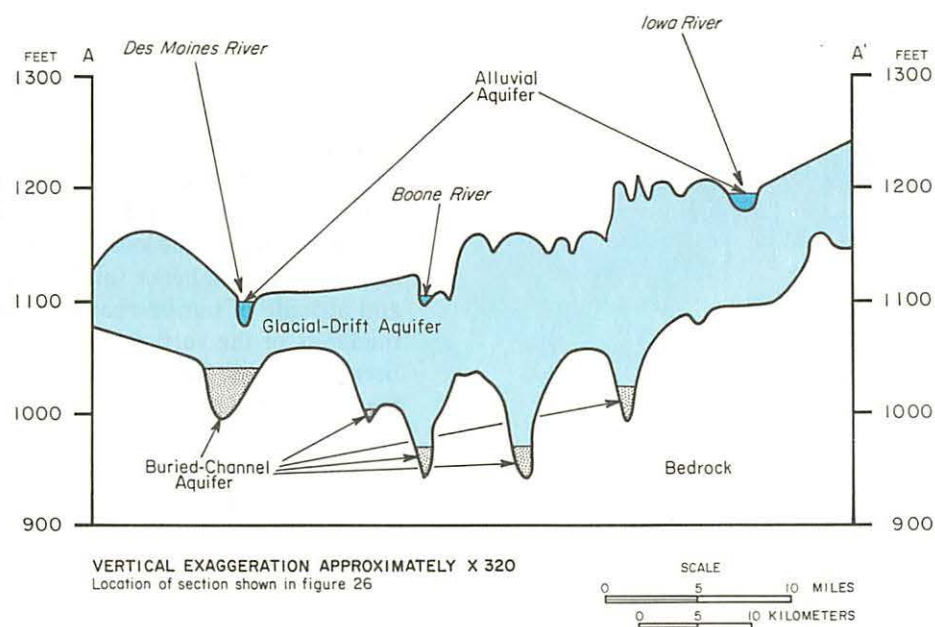 Des Moines River
Iowa River
FEET A
A' FEET
1300
1300
Alluvial
Aquifer
1200
1200
Boone River
1100
1100
Glacial-Drift Aquifer
1000
1000
Buried-Channel
Aquifer
Bedrock
900
900
VERTICAL EXAGGERATION APPROXIMATELY X 320
Location of section shown in figure 26
SCALE
0 5 10 MILES
0 5 10 KILOMETERS